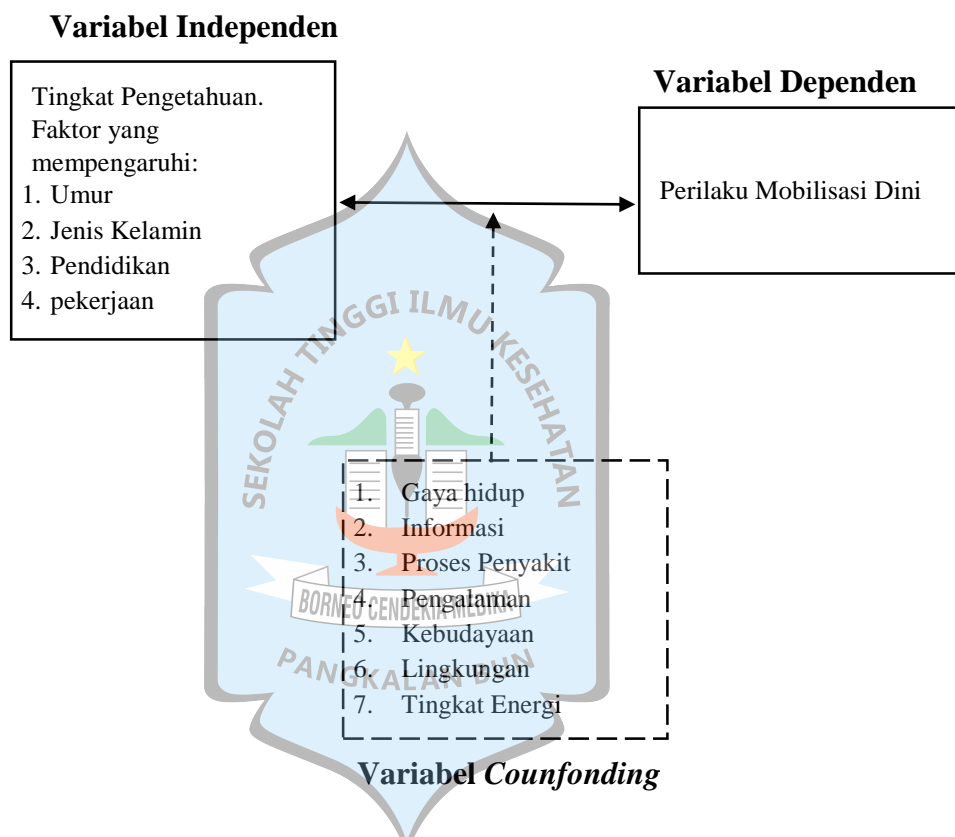 Variabel Independen
Tingkat Pengetahuan.
Faktor yang
mempengaruhi:
1. Umur
2. Jenis Kelamin
3. Pendidikan
4. pekerjaan
Variabel Dependen
Perilaku Mobilisasi Dini
SEKOLAH TINGGI ILMU KESEHATAN
1. Gaya hidup
2. Informasi
3. Proses Penyakit
4. Pengalaman
5. Kebudayaan
6. Lingkungan
7. Tingkat Energi
BORNEO CENDEKIA MEDIKA
PANGKALAN BUN
Variabel Counfonding